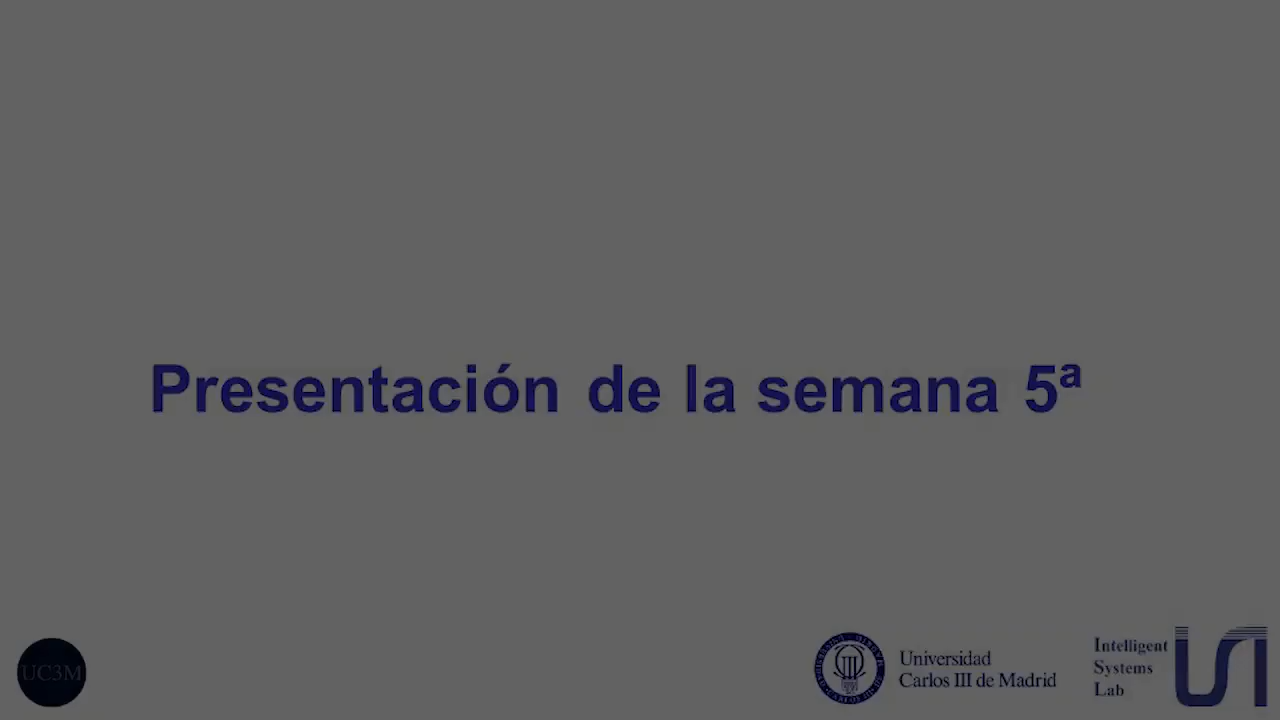 Presentación de la semana 5ª
UC3M
Universidad
Carlos III de Madrid
Intelligent
Systems
Lab